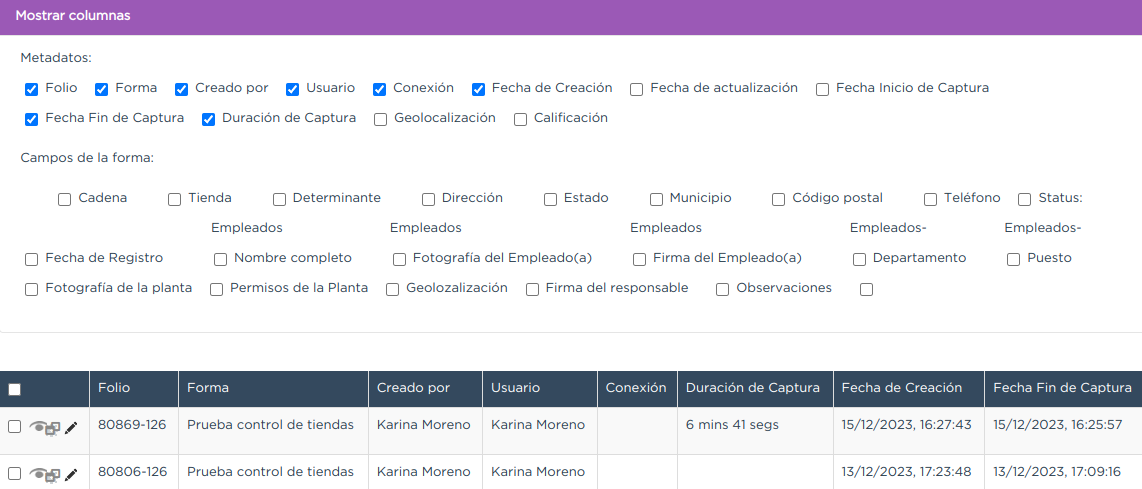 Mostrar columnas
Metadatos:
Folio Forma Creado por Usuario Conexión Fecha de Creación Fecha de actualización Fecha Inicio de Captura
Fecha Fin de Captura Duración de Captura Geolocalización Calificación
Campos de la forma:
Cadena Tienda Determinante Dirección Estado Municipio Código postal Teléfono Status:
Empleados Empleados Empleados Empleados- Empleados-
Fecha de Registro Nombre completo Fotografía del Empleado(a) Firma del Empleado(a) Departamento Puesto
Fotografía de la planta Permisos de la Planta Geolozalización Firma del responsable Observaciones
Folio Forma Creado por Usuario Conexión Duración de Captura Fecha de Creación Fecha Fin de Captura
80869-126 Prueba control de tiendas Karina Moreno Karina Moreno 6 mins 41 segs 15/12/2023, 16:27:43 15/12/2023, 16:25:57
80806-126 Prueba control de tiendas Karina Moreno Karina Moreno 13/12/2023, 17:23:48 13/12/2023, 17:09:16